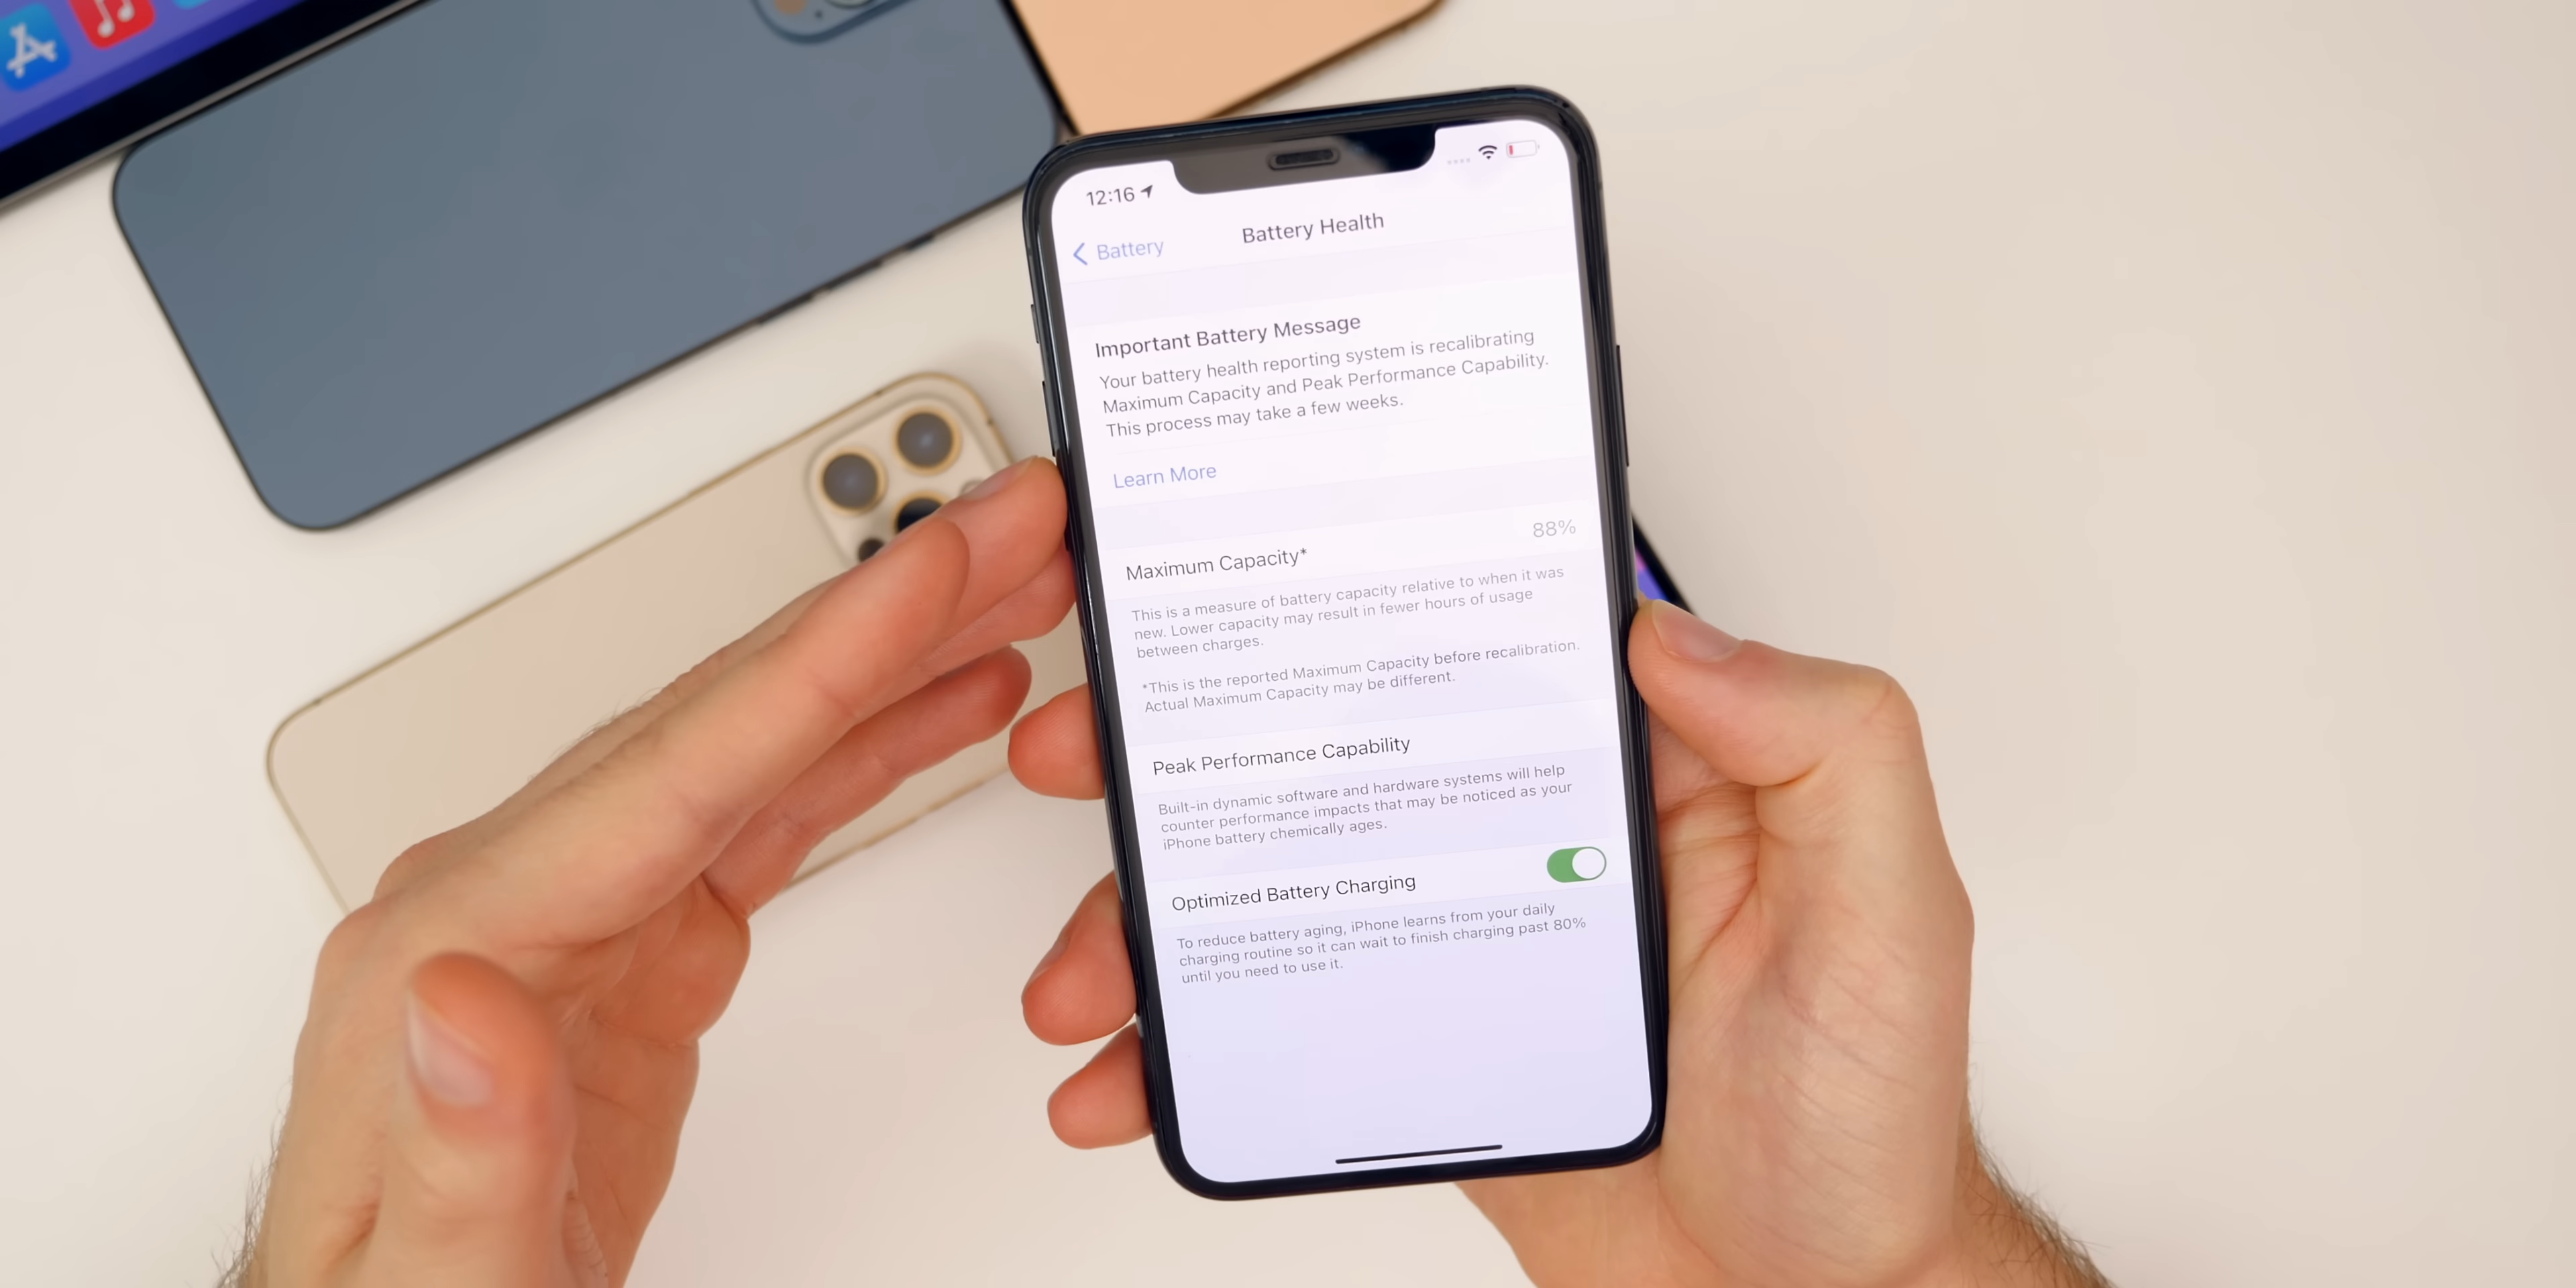 12:16
Battery
Battery Health
Important Battery Message
Your battery health reporting system is recalibrating
Maximum Capacity and Peak Performance Capability.
This process may take a few weeks.
Learn More
Maximum Capacity*
88%
This is a measure of battery capacity relative to when it was
new. Lower capacity may result in fewer hours of usage
between charges.
*This is the reported Maximum Capacity before recalibration.
Actual Maximum Capacity may be different.
Peak Performance Capability
Built-in dynamic software and hardware systems will help
counter performance impacts that may be noticed as your
iPhone battery chemically ages.
Optimized Battery Charging
To reduce battery aging, iPhone learns from your daily
charging routine so it can wait to finish charging past 80%
until you need to use it.